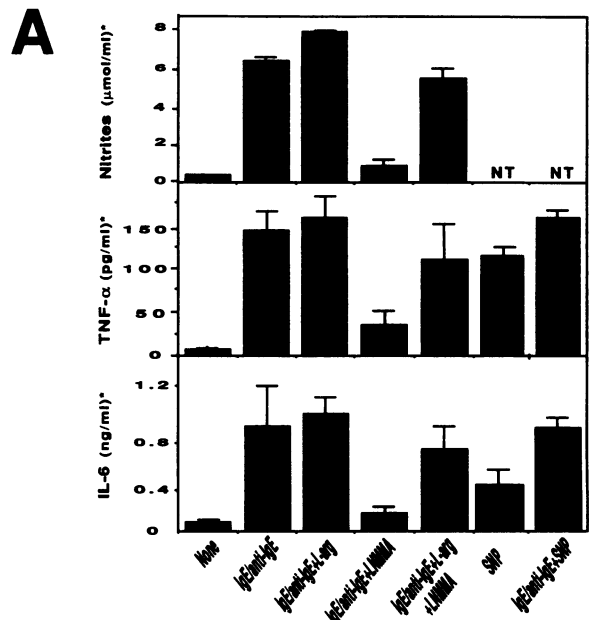 A
Nitrites (μmol/ml)*
8
6
4
2
0
NT NT
TNF-α (pg/ml)*
150
100
50
0
IL-6 (ng/ml)*
1.2
0.8
0.4
0
None
IgE/anti-IgE
IgE/anti-IgE+L-arg
IgE/anti-IgE+LNMMA
IgE/anti-IgE+L-arg
+LNMMA
SNP
IgE/anti-IgE+SNP